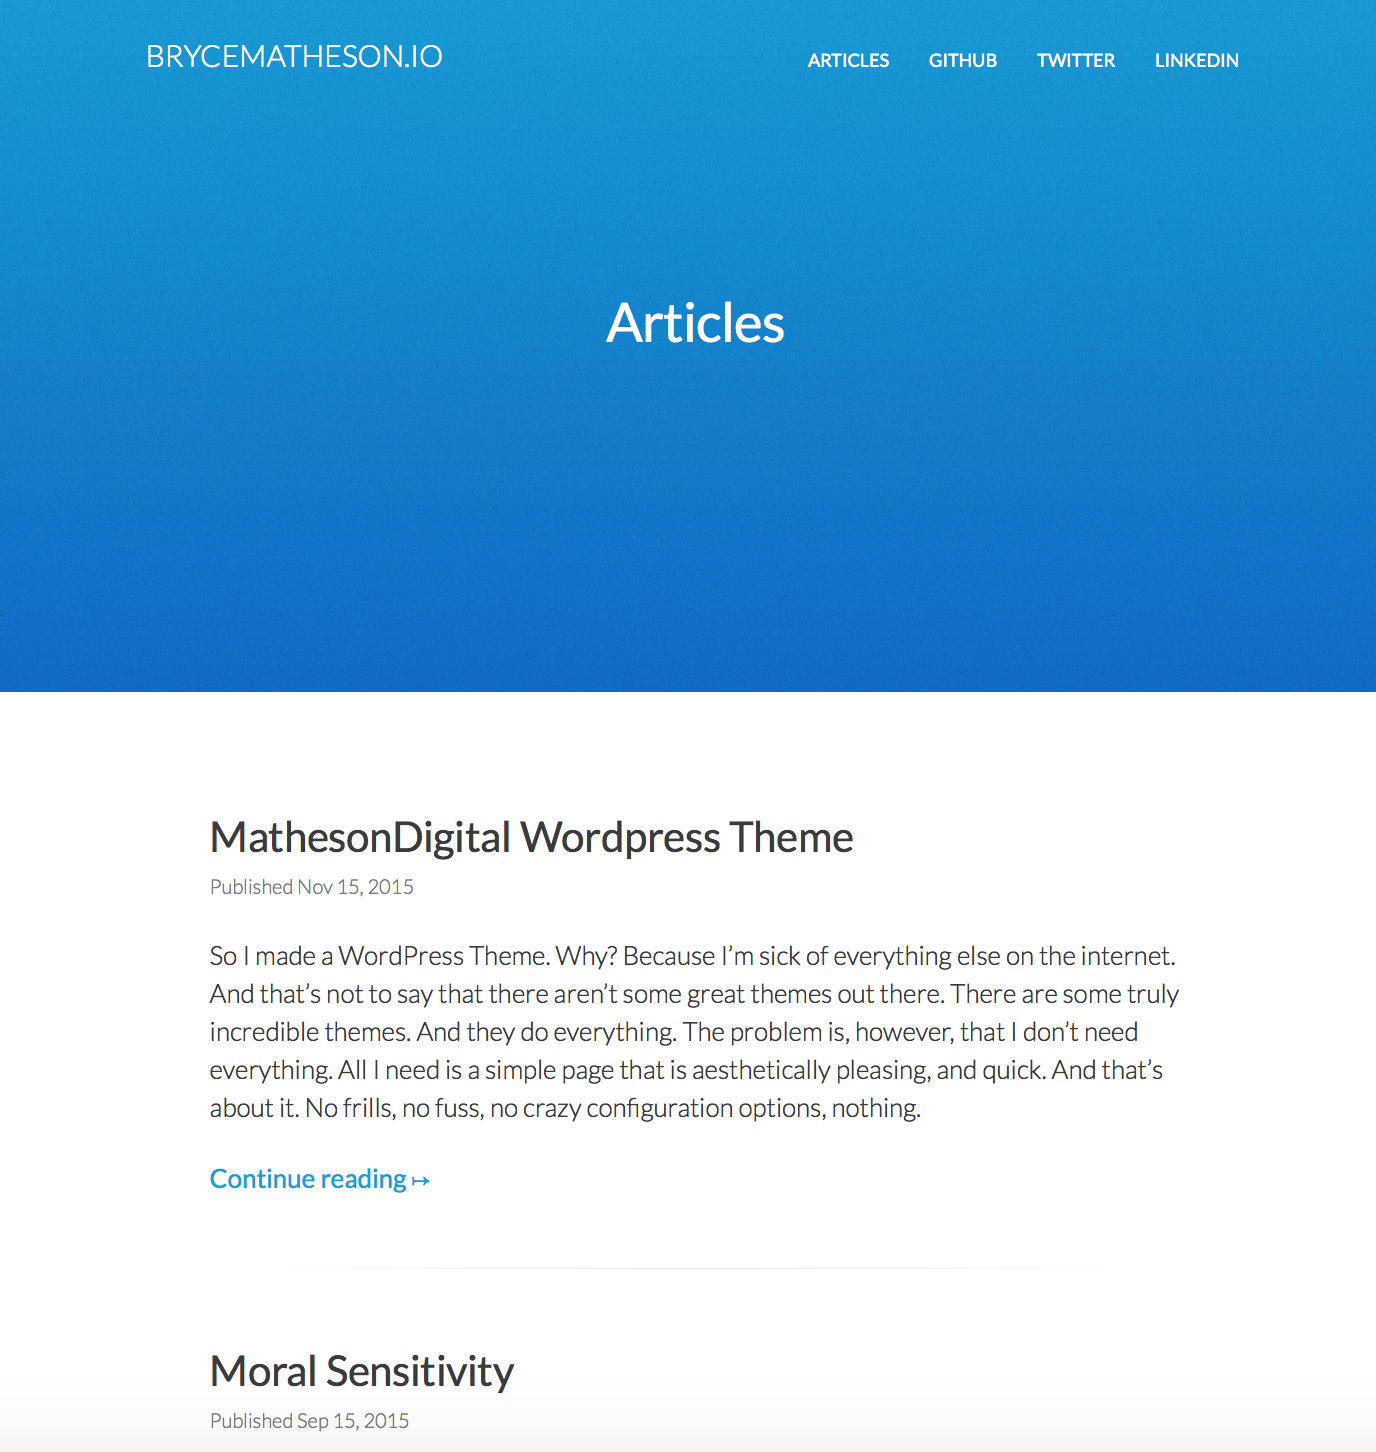 BRYCEMATHESON.IO
ARTICLES GITHUB TWITTER LINKEDIN
Articles
MathesonDigital Wordpress Theme
Published Nov 15, 2015
So I made a WordPress Theme. Why? Because I’m sick of everything else on the internet.
And that’s not to say that there aren’t some great themes out there. There are some truly
incredible themes. And they do everything. The problem is, however, that I don’t need
everything. All I need is a simple page that is aesthetically pleasing, and quick. And that’s
about it. No frills, no fuss, no crazy configuration options, nothing.
Continue reading ↦
Moral Sensitivity
Published Sep 15, 2015